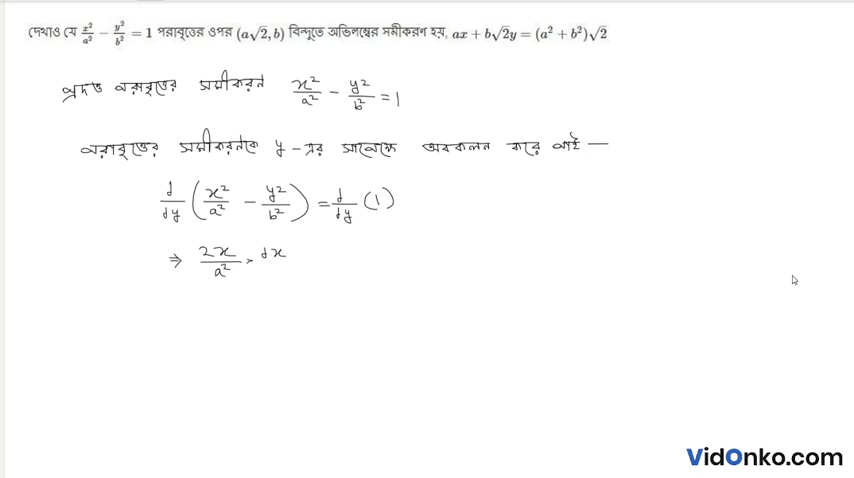 দেখাও যে x²/a² - y²/b² = 1 পরাবৃত্তের ওপর (a√2, b) বিন্দুতে অভিলম্বের সমীকরণ হয়, ax + b√2y = (a² + b²)√2
প্রদত্ত পরাবৃত্তের সমীকরণ x²/a² - y²/b² = 1
পরাবৃত্তের সমীকরণকে y-এর সাপেক্ষে অবকলন করে পাই —
d/dy (x²/a² - y²/b²) = d/dy (1)
⇒ 2x/a² × dx
VidOnko.com